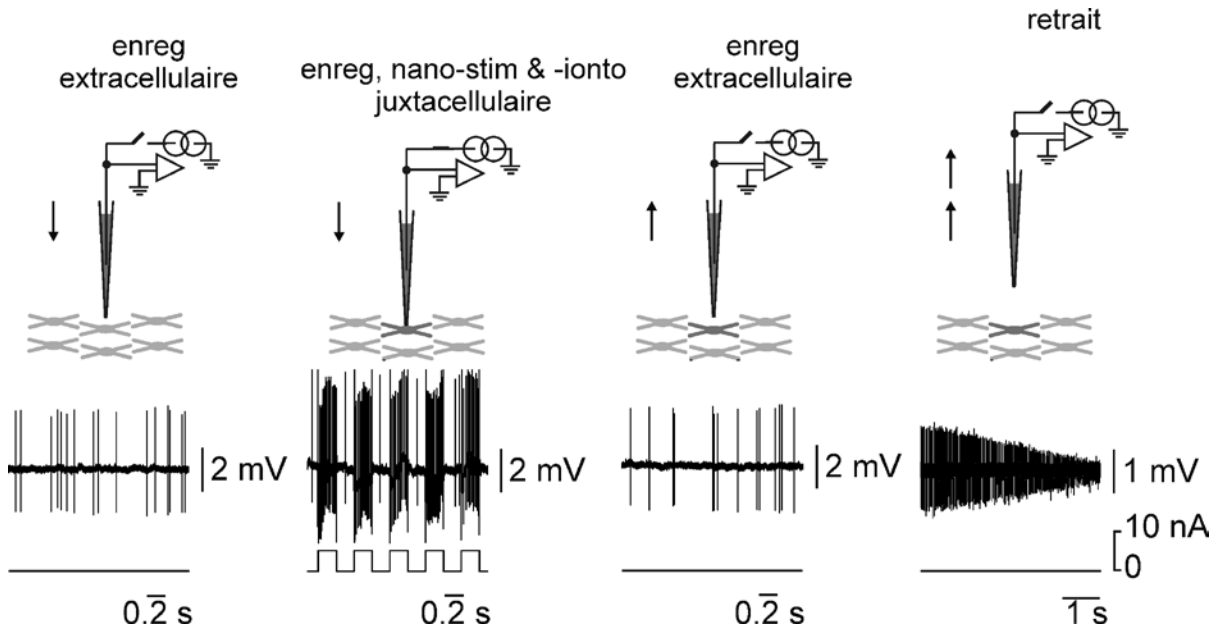 enreg
extracellulaire
enreg, nano-stim & -ionto
juxtacellulaire
enreg
extracellulaire
retrait
2 mV
2 mV
2 mV
1 mV
10 nA
0
0.2 s
0.2 s
0.2 s
1 s